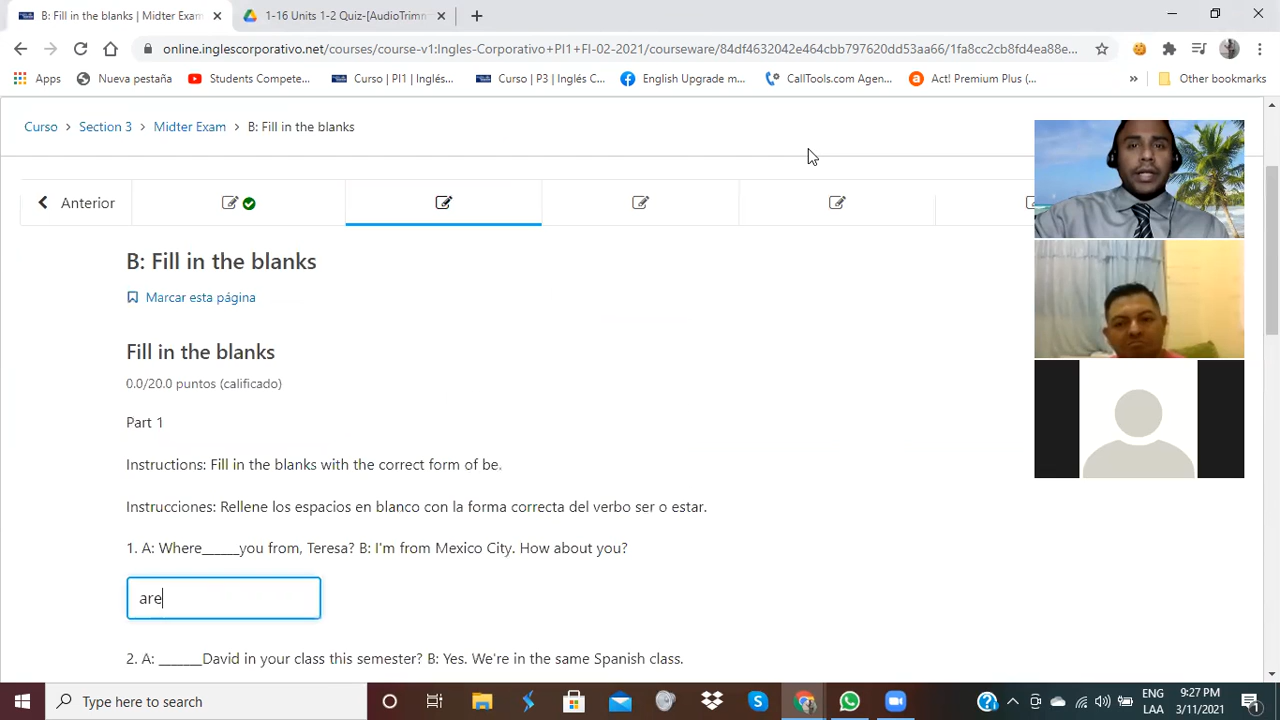 B: Fill in the blanks | Midter Exam
1-16 Units 1-2 Quiz-[AudioTrimm
online.inglescorporativo.net/courses/course-v1:Ingles-Corporativo+PI1+FI-02-2021/courseware/84df4632042e464cbb797620dd53aa66/1fa8cc2cb8fd4ea88e...
Apps Nueva pestaña Students Compete... Curso | PI1 | Inglés... Curso | P3 | Inglés C... English Upgrade m... CallTools.com Agen... Act! Premium Plus (... » Other bookmarks
Curso > Section 3 > Midter Exam > B: Fill in the blanks
Anterior
B: Fill in the blanks
Marcar esta página
Fill in the blanks
0.0/20.0 puntos (calificado)
Part 1
Instructions: Fill in the blanks with the correct form of be.
Instrucciones: Rellene los espacios en blanco con la forma correcta del verbo ser o estar.
1. A: Where______you from, Teresa? B: I'm from Mexico City. How about you?
are
2. A: _______David in your class this semester? B: Yes. We're in the same Spanish class.
Type here to search
ENG 9:27 PM
LAA 3/11/2021